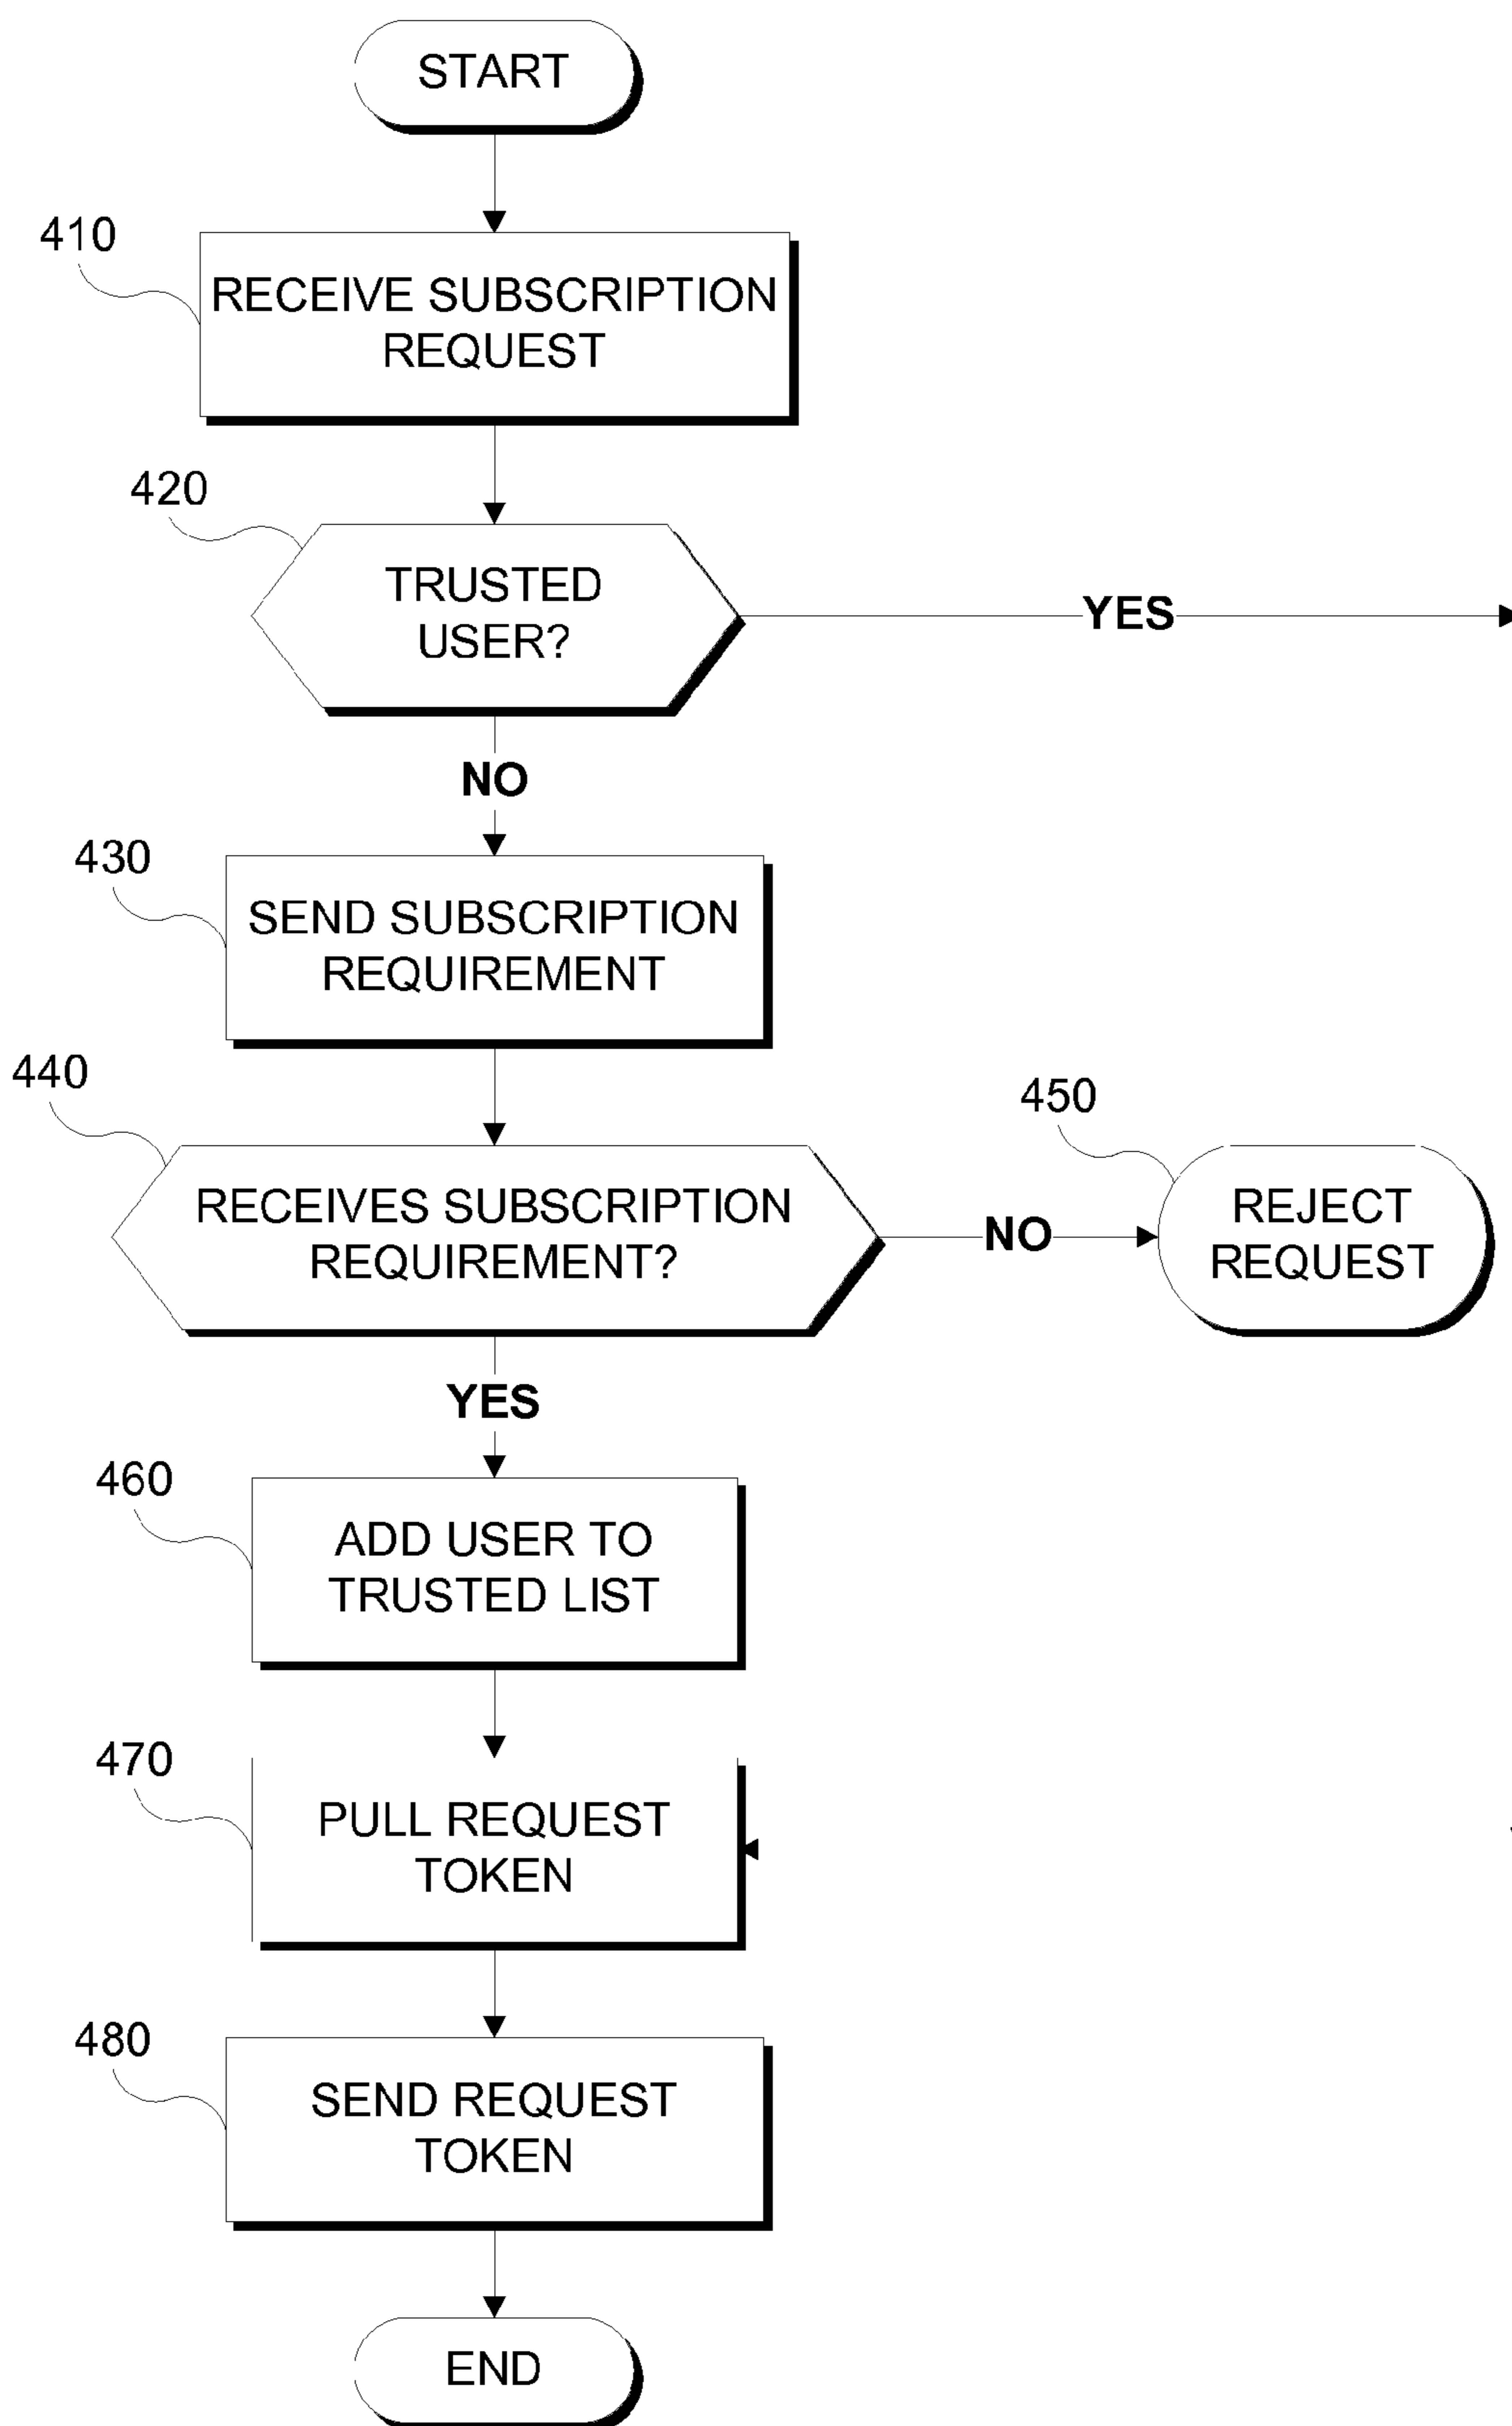 START
410
RECEIVE SUBSCRIPTION
REQUEST
420
TRUSTED
USER?
YES
NO
430
SEND SUBSCRIPTION
REQUIREMENT
440
RECEIVES SUBSCRIPTION
REQUIREMENT?
NO
450
REJECT
REQUEST
YES
460
ADD USER TO
TRUSTED LIST
470
PULL REQUEST
TOKEN
480
SEND REQUEST
TOKEN
END